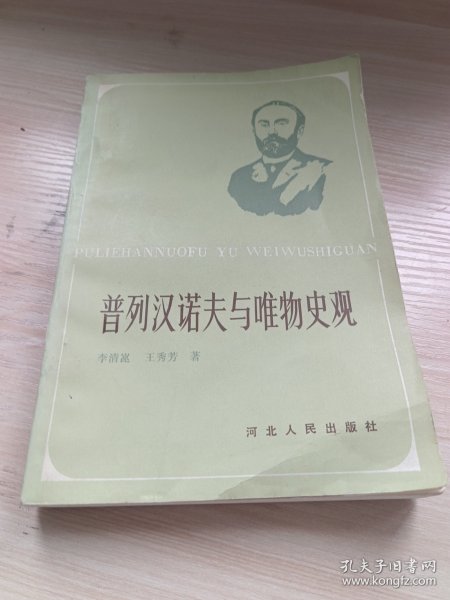 PULIEHANNUOFU YU WEIWUSHIGUAN
普列汉诺夫与唯物史观
李清崑 王秀芳 著
河北人民出版社
孔夫子旧书网
www.kongfz.com